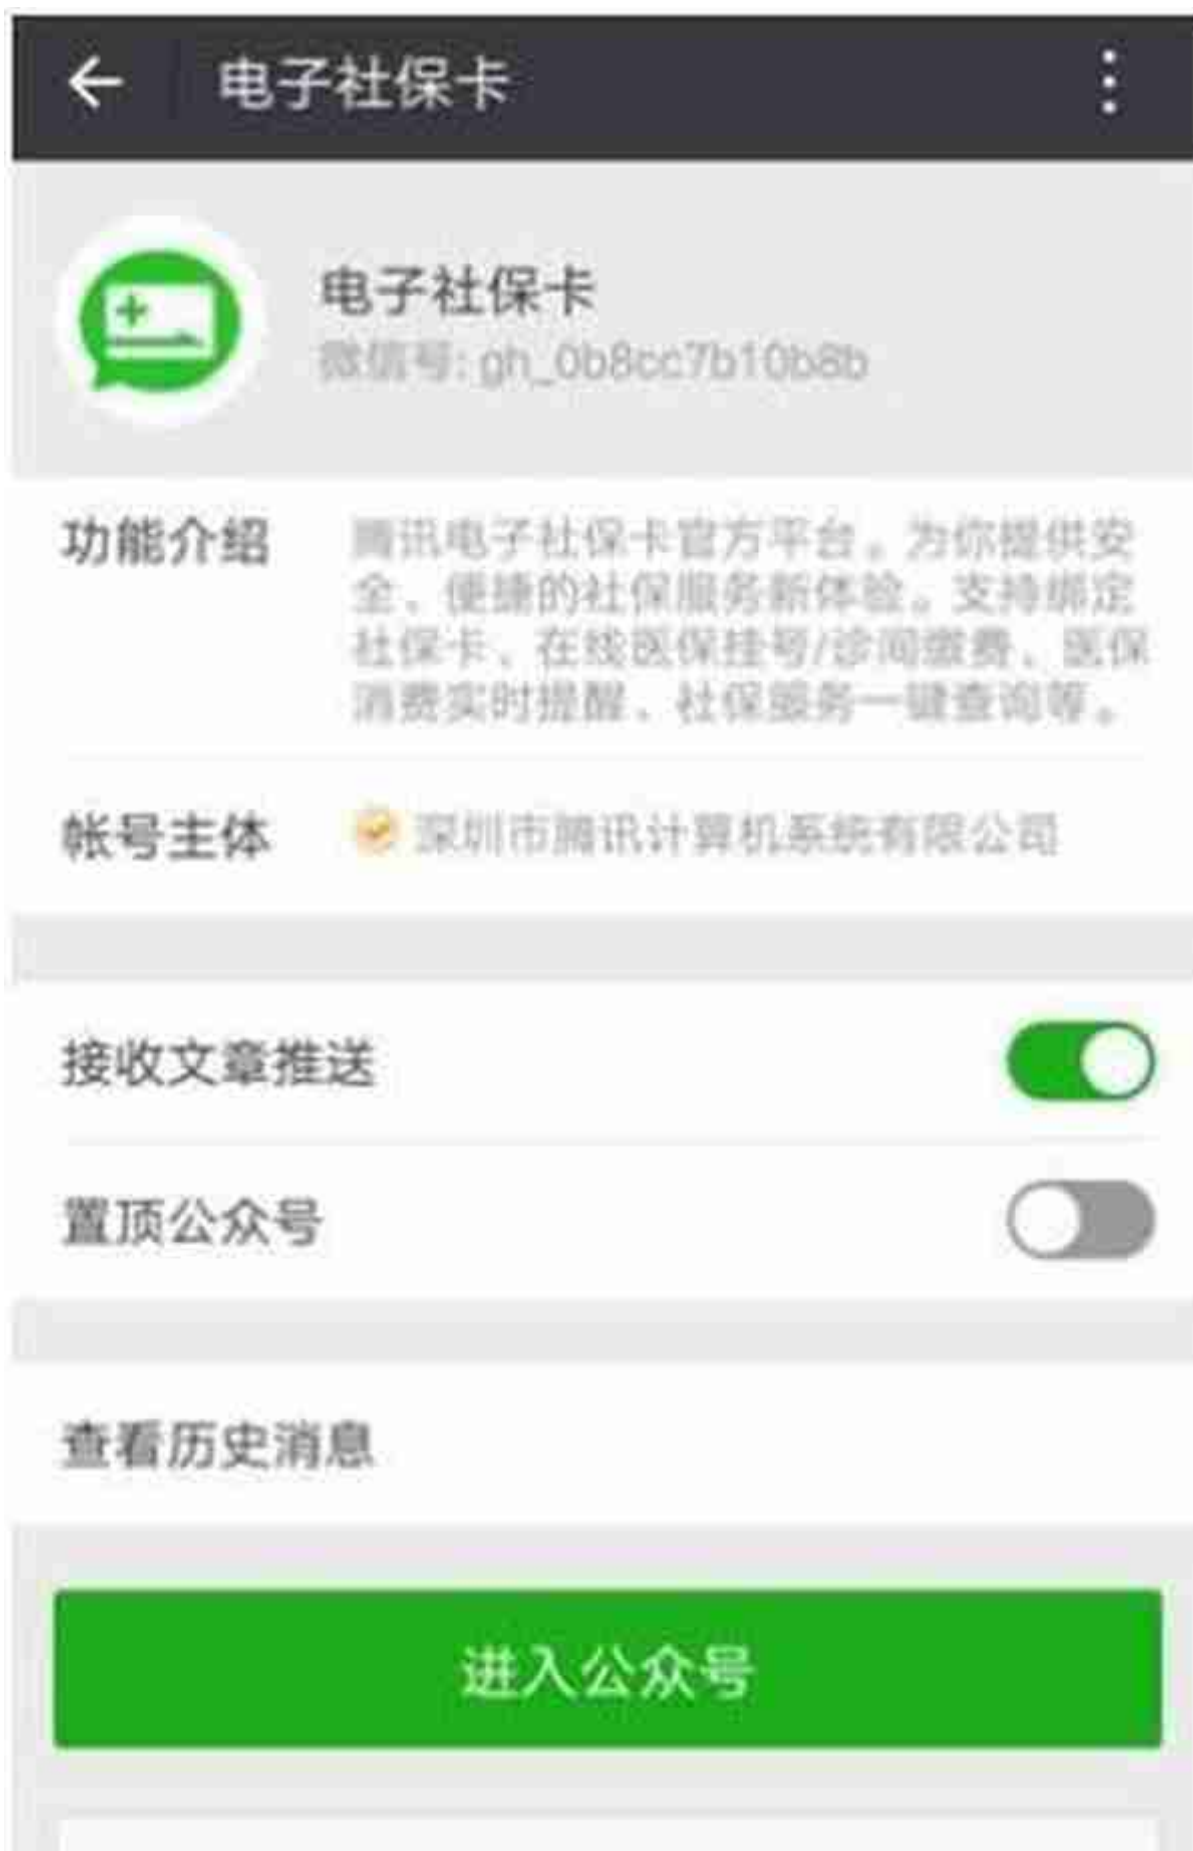 电子社保卡
电子社保卡
微信号: gh_0b8cc7b10b8b
功能介绍
腾讯电子社保卡官方平台。为你提供安
全、便捷的社保服务新体验。支持绑定
社保卡、在线医保挂号/诊间缴费、医保
消费实时提醒、社保服务一键查询等。
帐号主体
深圳市腾讯计算机系统有限公司
接收文章推送
置顶公众号
查看历史消息
进入公众号